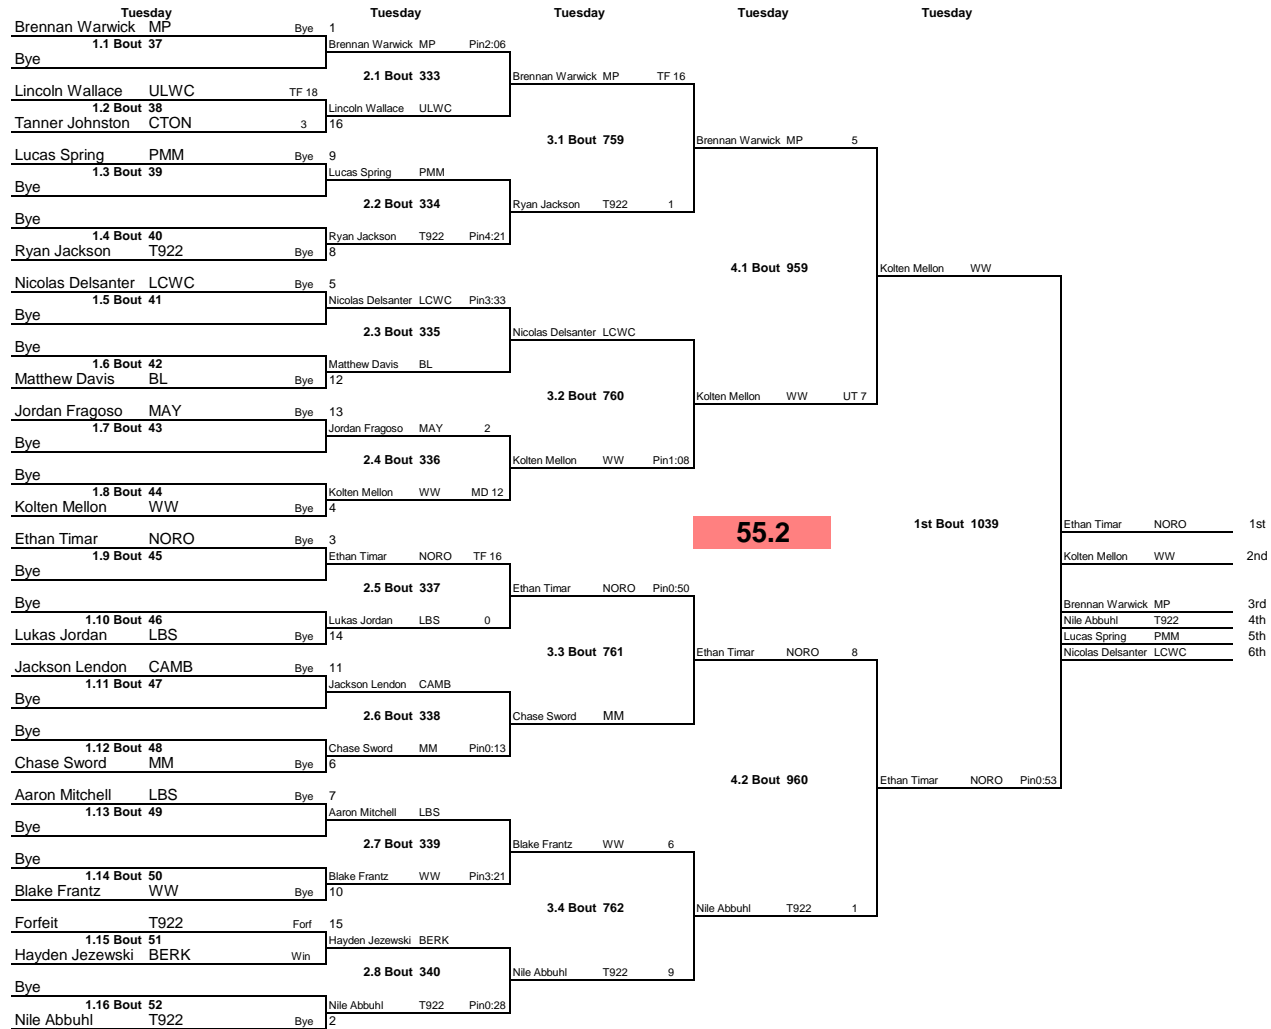 Tuesday Tuesday Tuesday Tuesday Tuesday
Brennan Warwick MP Bye 1
1.1 Bout 37
Brennan Warwick MP Pin2:06
Bye
2.1 Bout 333
Brennan Warwick MP TF 16
Lincoln Wallace ULWC TF 18
1.2 Bout 38
Lincoln Wallace ULWC
Tanner Johnston CTON 3 16
3.1 Bout 759
Brennan Warwick MP 5
Lucas Spring PMM Bye 9
1.3 Bout 39
Lucas Spring PMM
Bye
2.2 Bout 334
Ryan Jackson T922 1
Bye
1.4 Bout 40
Ryan Jackson T922 Pin4:21
Ryan Jackson T922 Bye 8
4.1 Bout 959
Kolten Mellon WW
Nicolas Delsanter LCWC Bye 5
1.5 Bout 41
Nicolas Delsanter LCWC Pin3:33
Bye
2.3 Bout 335
Nicolas Delsanter LCWC
Bye
1.6 Bout 42
Matthew Davis BL
Matthew Davis BL Bye 12
3.2 Bout 760
Kolten Mellon WW UT 7
Jordan Fragoso MAY Bye 13
1.7 Bout 43
Jordan Fragoso MAY 2
Bye
2.4 Bout 336
Kolten Mellon WW Pin1:08
Bye
1.8 Bout 44
Kolten Mellon WW MD 12
Kolten Mellon WW Bye 4
55.2
1st Bout 1039
Ethan Timar NORO 1st
Ethan Timar NORO Bye 3
1.9 Bout 45
Ethan Timar NORO TF 16
Kolten Mellon WW 2nd
Bye
2.5 Bout 337
Ethan Timar NORO Pin0:50
Bye
Brennan Warwick MP 3rd
1.10 Bout 46
Lukas Jordan LBS 0
Nile Abbuhl T922 4th
Lukas Jordan LBS Bye 14
Lucas Spring PMM 5th
3.3 Bout 761
Ethan Timar NORO 8
Nicolas Delsanter LCWC 6th
Jackson Lendon CAMB Bye 11
1.11 Bout 47
Jackson Lendon CAMB
Bye
2.6 Bout 338
Chase Sword MM
Bye
1.12 Bout 48
Chase Sword MM Pin0:13
Chase Sword MM Bye 6
4.2 Bout 960
Ethan Timar NORO Pin0:53
Aaron Mitchell LBS Bye 7
1.13 Bout 49
Aaron Mitchell LBS
Bye
2.7 Bout 339
Blake Frantz WW 6
Bye
1.14 Bout 50
Blake Frantz WW Pin3:21
Blake Frantz WW Bye 10
3.4 Bout 762
Nile Abbuhl T922 1
Forfeit T922 Forf 15
1.15 Bout 51
Hayden Jezewski BERK
Hayden Jezewski BERK Win
2.8 Bout 340
Nile Abbuhl T922 9
Bye
1.16 Bout 52
Nile Abbuhl T922 Pin0:28
Nile Abbuhl T922 Bye 2